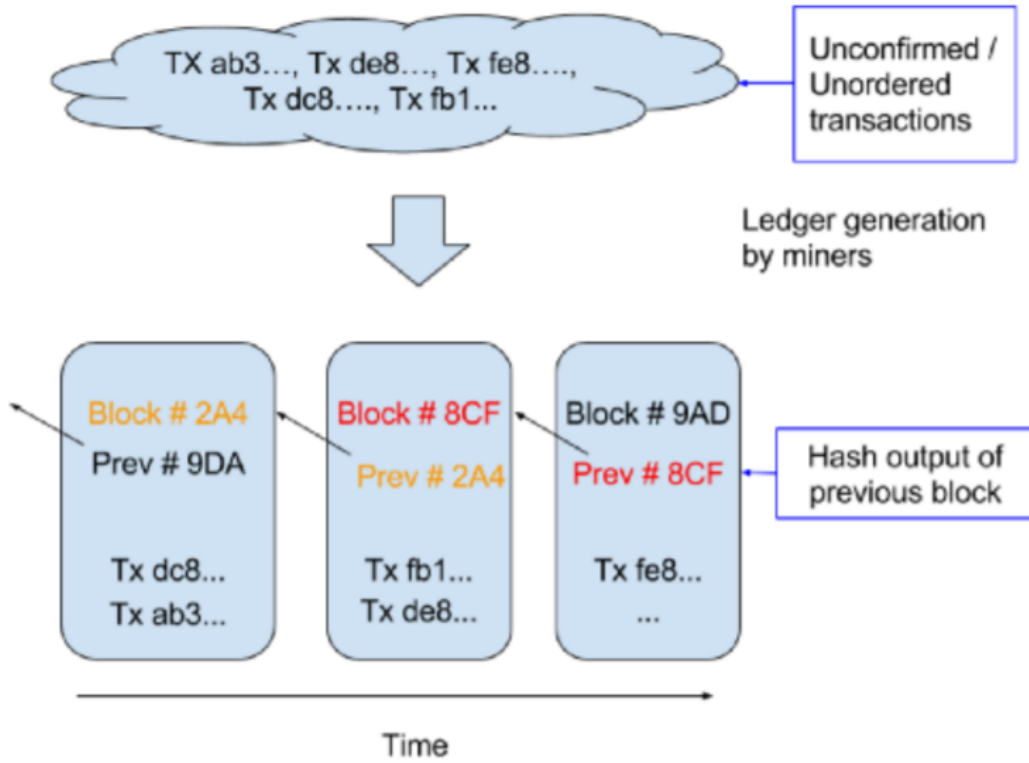 TX ab3..., Tx de8..., Tx fe8....,
Tx dc8...., Tx fb1...
Unconfirmed /
Unordered
transactions
Ledger generation
by miners
Block # 2A4
Prev # 9DA
Tx dc8...
Tx ab3...
Block # 8CF
Prev # 2A4
Tx fb1...
Tx de8...
Block # 9AD
Prev # 8CF
Tx fe8...
...
Hash output of
previous block
Time